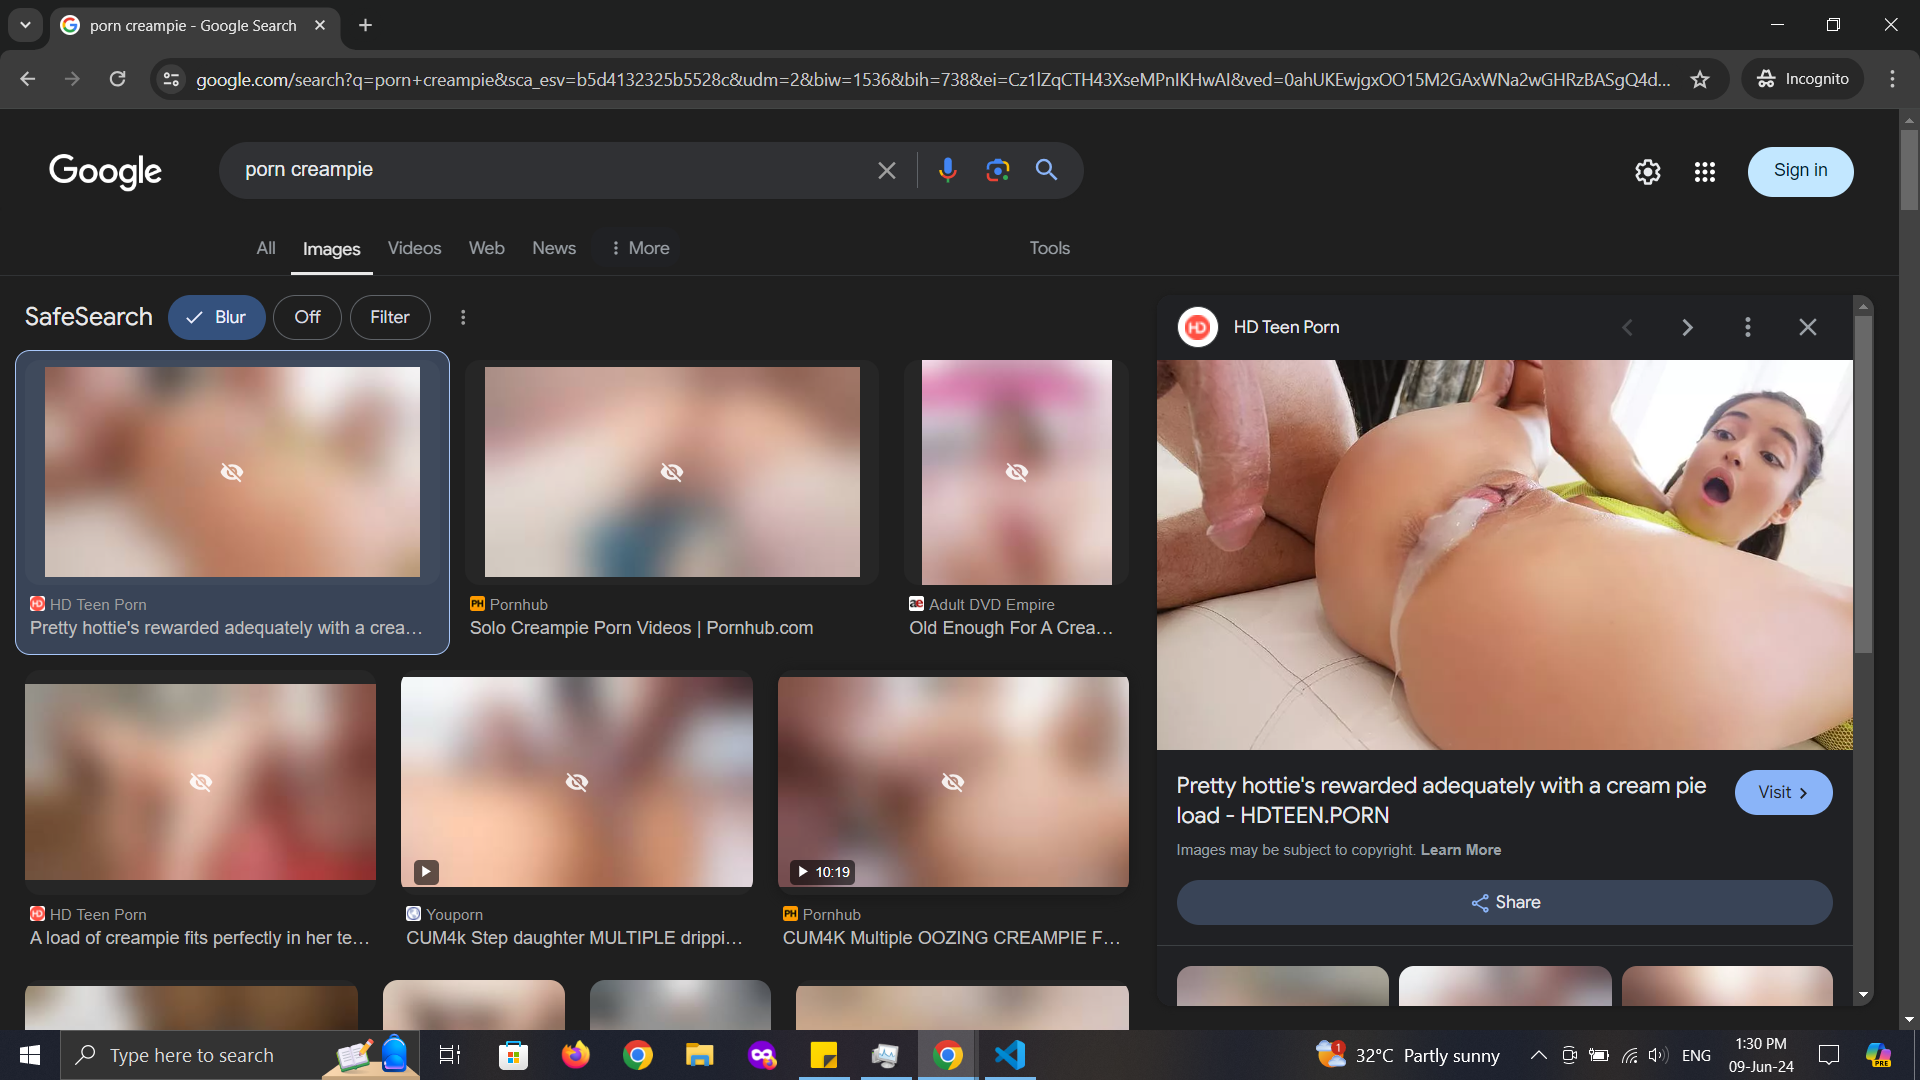 porn creampie - Google Search
google.com/search?q=porn+creampie&sca_esv=b5d4132325b5528c&udm=2&biw=1536&bih=738&ei=Cz1lZqCTH43XseMPnIKHwAI&ved=0ahUKEwjgxOO15M2GAxWNa2wGHRzBASgQ4d...
Incognito
Google
porn creampie
Sign in
All
Images
Videos
Web
News
More
Tools
SafeSearch
Blur
Off
Filter
HD Teen Porn
Pretty hottie's rewarded adequately with a crea...
PH Pornhub
Solo Creampie Porn Videos | Pornhub.com
ae Adult DVD Empire
Old Enough For A Crea...
HD Teen Porn
A load of creampie fits perfectly in her te...
Youporn
CUM4k Step daughter MULTIPLE drippi...
10:19
PH Pornhub
CUM4K Multiple OOZING CREAMPIE F...
HD
HD Teen Porn
Pretty hottie's rewarded adequately with a cream pie
load - HDTEEN.PORN
Visit
Images may be subject to copyright. Learn More
Share
Type here to search
1
32°C Partly sunny
ENG
1:30 PM
09-Jun-24
PRE